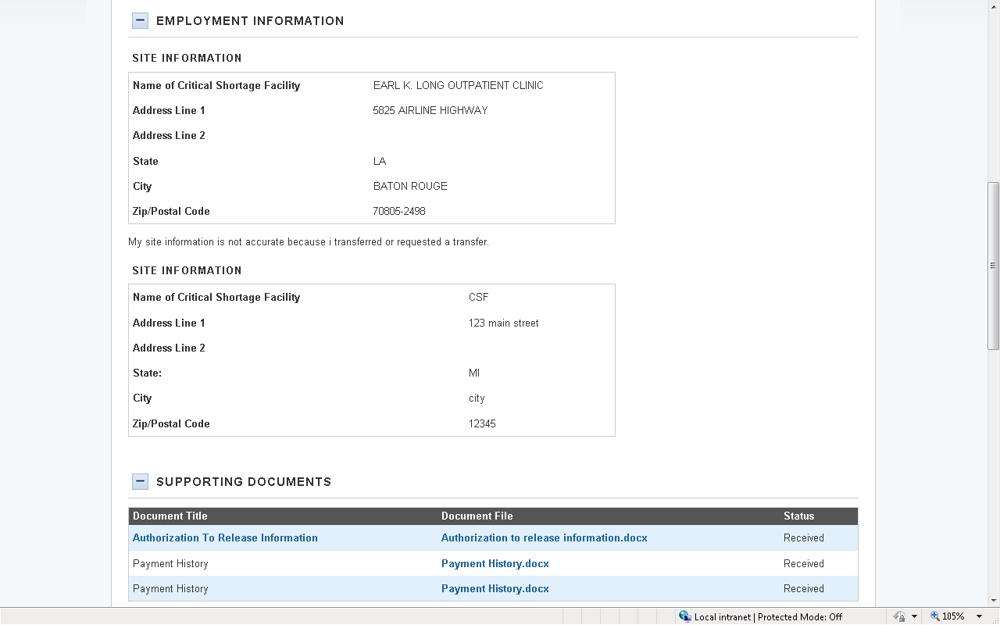 EMPLOYMENT INFORMATION
SITE INFORMATION
Name of Critical Shortage Facility EARL K. LONG OUTPATIENT CLINIC
Address Line 1 5825 AIRLINE HIGHWAY
Address Line 2
State LA
City BATON ROUGE
Zip/Postal Code 70805-2498
My site information is not accurate because i transferred or requested a transfer.
SITE INFORMATION
Name of Critical Shortage Facility CSF
Address Line 1 123 main street
Address Line 2
State: MI
City city
Zip/Postal Code 12345
SUPPORTING DOCUMENTS
Document Title Document File Status
Authorization To Release Information Authorization to release information.docx Received
Payment History Payment History.docx Received
Payment History Payment History.docx Received
Local intranet | Protected Mode: Off 105%